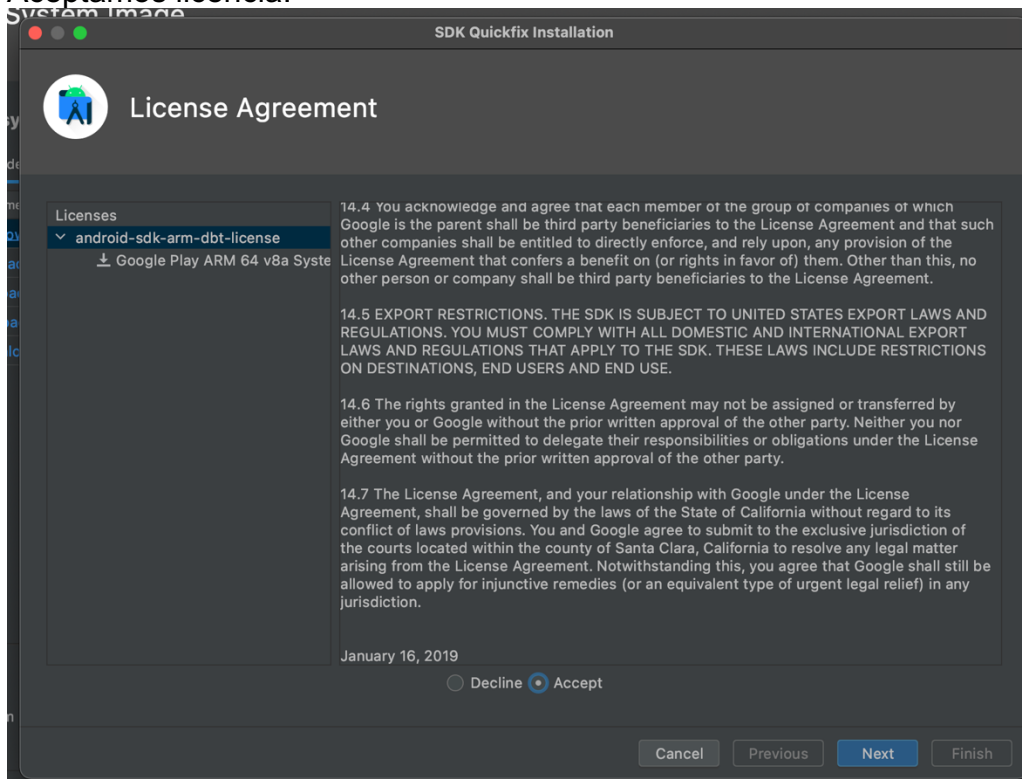 Aceptamos licencia.
System Image
SDK Quickfix Installation
License Agreement
Licenses
android-sdk-arm-dbt-license
Google Play ARM 64 v8a Syste
14.4 You acknowledge and agree that each member of the group of companies of which
Google is the parent shall be third party beneficiaries to the License Agreement and that such
other companies shall be entitled to directly enforce, and rely upon, any provision of the
License Agreement that confers a benefit on (or rights in favor of) them. Other than this, no
other person or company shall be third party beneficiaries to the License Agreement.
14.5 EXPORT RESTRICTIONS. THE SDK IS SUBJECT TO UNITED STATES EXPORT LAWS AND
REGULATIONS. YOU MUST COMPLY WITH ALL DOMESTIC AND INTERNATIONAL EXPORT
LAWS AND REGULATIONS THAT APPLY TO THE SDK. THESE LAWS INCLUDE RESTRICTIONS
ON DESTINATIONS, END USERS AND END USE.
14.6 The rights granted in the License Agreement may not be assigned or transferred by
either you or Google without the prior written approval of the other party. Neither you nor
Google shall be permitted to delegate their responsibilities or obligations under the License
Agreement without the prior written approval of the other party.
14.7 The License Agreement, and your relationship with Google under the License
Agreement, shall be governed by the laws of the State of California without regard to its
conflict of laws provisions. You and Google agree to submit to the exclusive jurisdiction of
the courts located within the county of Santa Clara, California to resolve any legal matter
arising from the License Agreement. Notwithstanding this, you agree that Google shall still be
allowed to apply for injunctive remedies (or an equivalent type of urgent legal relief) in any
jurisdiction.
January 16, 2019
Decline Accept
Cancel Previous Next Finish